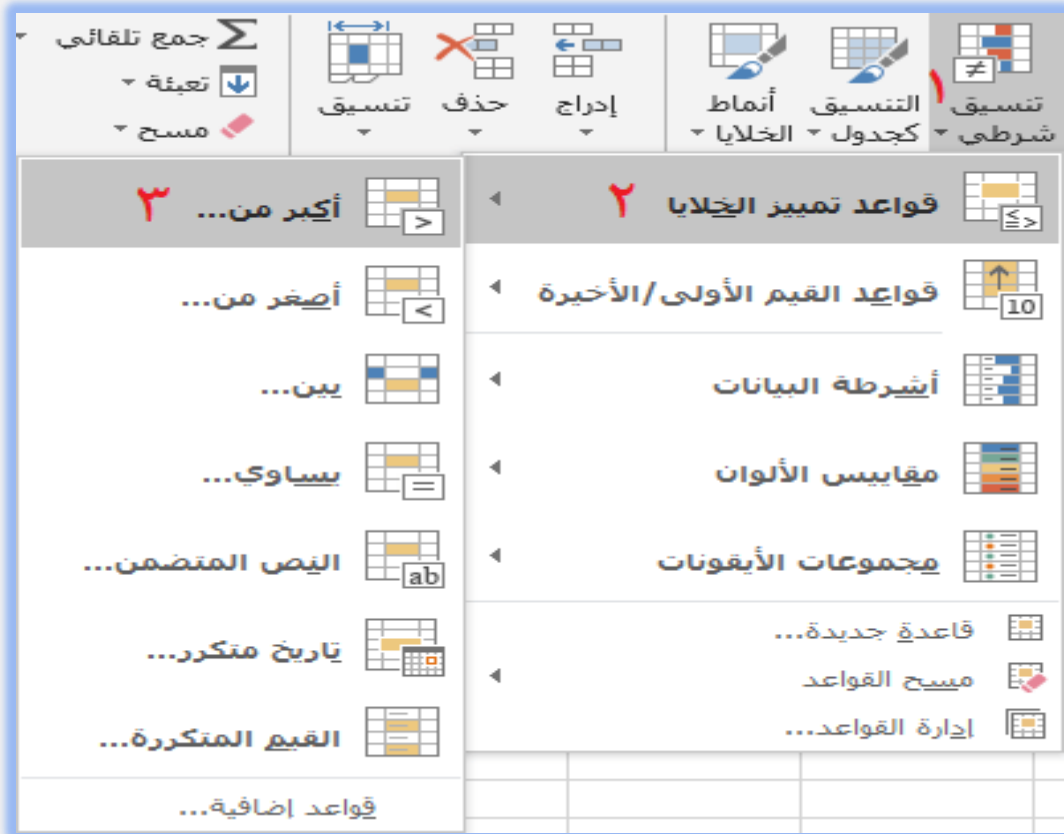 تنسيق شرطي
١
التنسيق كجدول
أنماط الخلايا
إدراج
حذف
تنسيق
جمع تلقائي
تعبئة
مسح
قواعد تمييز الخلايا ٢
قواعد القيم الأولى/الأخيرة
10
أشرطة البيانات
مقاييس الألوان
مجموعات الأيقونات
قاعدة جديدة...
مسح القواعد
إدارة القواعد...
أكبر من... ٣
أصغر من...
بين...
يساوي...
النص المتضمن...
ab
تاريخ متكرر...
القيم المتكررة...
قواعد إضافية...